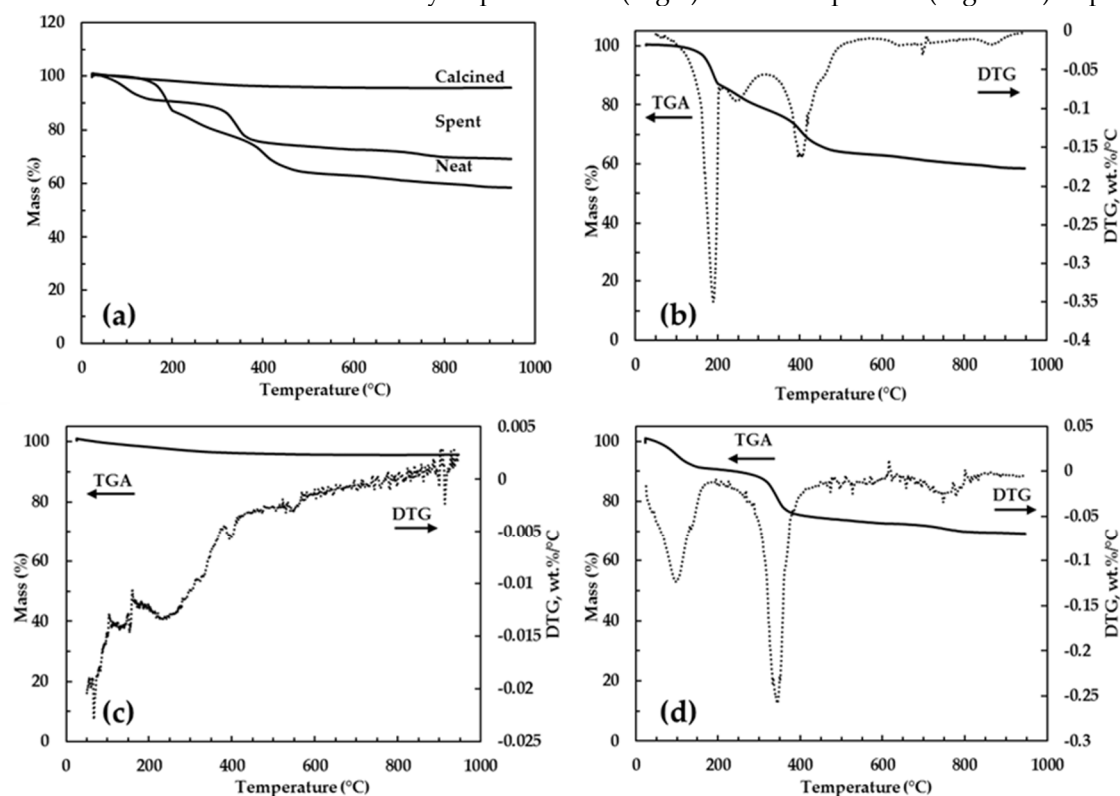 120
100
80
60
40
20
0
Mass (%)
Calcined
Spent
Neat
(a)
0 200 400 600 800 1000
Temperature (°C)
100
80
60
40
20
0
Mass (%)
TGA
DTG
(b)
0
-0.05
-0.1
-0.15
-0.2
-0.25
-0.3
-0.35
-0.4
DTG, wt.%/°C
0 200 400 600 800 1000
Temperature (°C)
100
80
60
40
20
0
Mass (%)
TGA
DTG
(c)
0.005
0
-0.005
-0.01
-0.015
-0.02
-0.025
DTG, wt.%/°C
0 200 400 600 800 1000
Temperature (°C)
100
80
60
40
20
0
Mass (%)
TGA
DTG
(d)
0.05
0
-0.05
-0.1
-0.15
-0.2
-0.25
-0.3
DTG, wt.%/°C
0 200 400 600 800 1000
Temperature (°C)